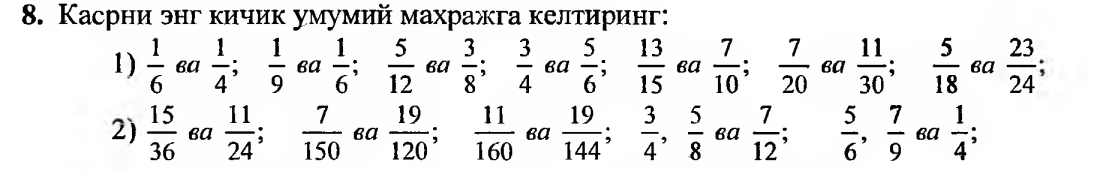 8. Касрни энг кичик умумий махражга келтиринг:
1) 1/6 ва 1/4; 1/9 ва 1/6; 5/12 ва 3/8; 3/4 ва 5/6; 13/15 ва 7/10; 7/20 ва 11/30; 5/18 ва 23/24;
2) 15/36 ва 11/24; 7/150 ва 19/120; 11/160 ва 19/144; 3/4, 5/8 ва 7/12; 5/6, 7/9 ва 1/4;